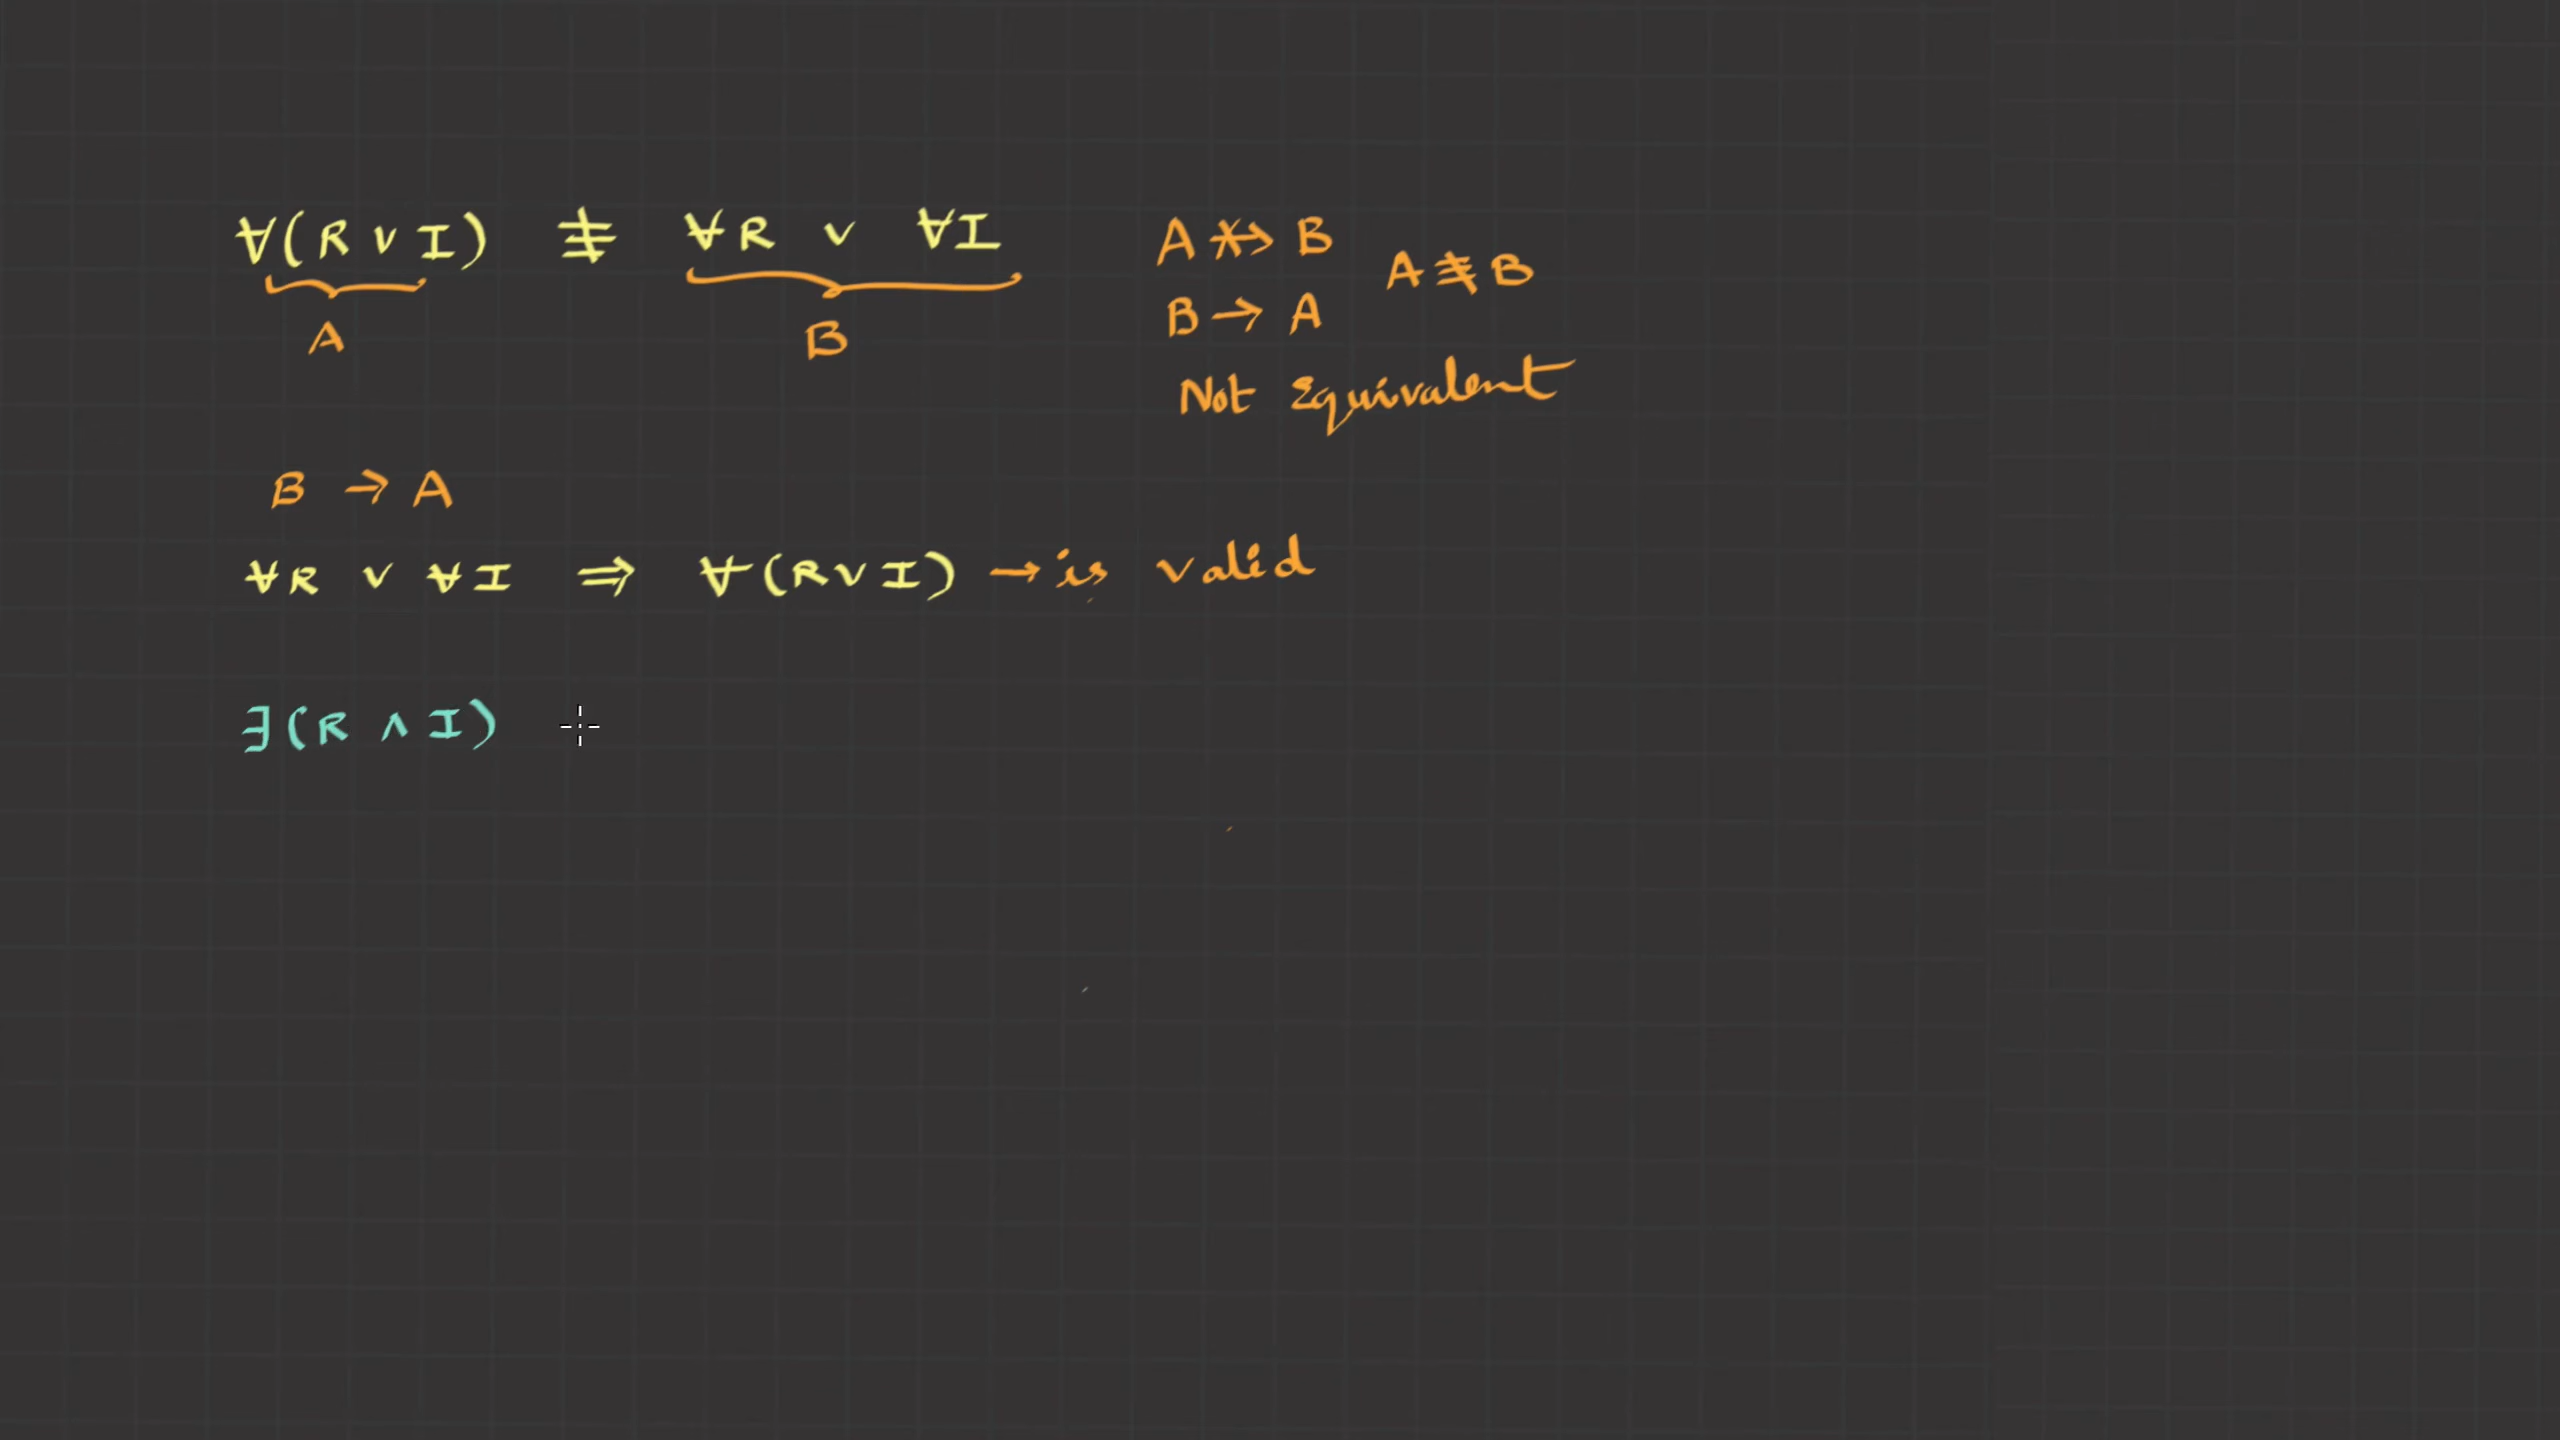 ∀(R ∨ I) ≢ ∀R ∨ ∀I
A B
A ↛ B
B → A
A ≢ B
Not Equivalent
B → A
∀R ∨ ∀I ⇒ ∀(R∨I) → is valid
∃(R ∧ I)